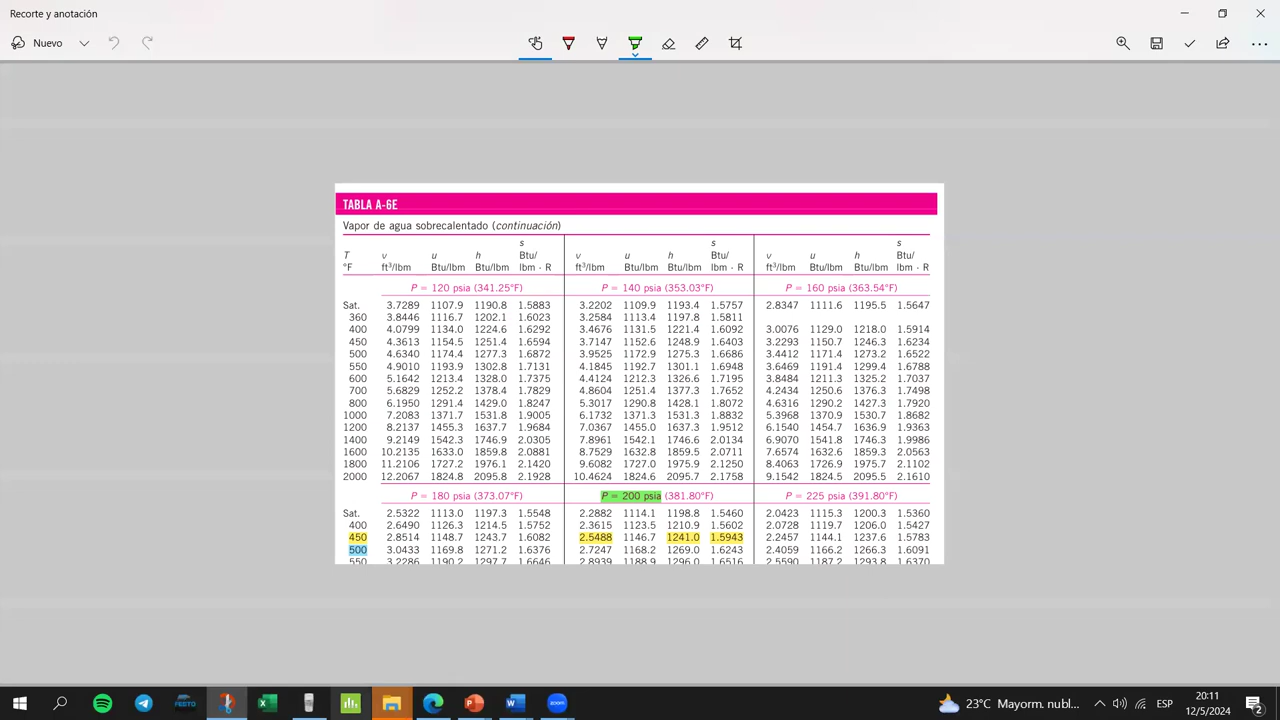 Recorte y anotación
Nuevo
TABLA A-6E
Vapor de agua sobrecalentado (continuación)
s s s
T v u h Btu/ v u h Btu/ v u h Btu/
°F ft³/lbm Btu/lbm Btu/lbm lbm · R ft³/lbm Btu/lbm Btu/lbm lbm · R ft³/lbm Btu/lbm Btu/lbm lbm · R
P = 120 psia (341.25°F) P = 140 psia (353.03°F) P = 160 psia (363.54°F)
Sat. 3.7289 1107.9 1190.8 1.5883 3.2202 1109.9 1193.4 1.5757 2.8347 1111.6 1195.5 1.5647
360 3.8446 1116.7 1202.1 1.6023 3.2584 1113.4 1197.8 1.5811
400 4.0799 1134.0 1224.6 1.6292 3.4676 1131.5 1221.4 1.6092 3.0076 1129.0 1218.0 1.5914
450 4.3613 1154.5 1251.4 1.6594 3.7147 1152.6 1248.9 1.6403 3.2293 1150.7 1246.3 1.6234
500 4.6340 1174.4 1277.3 1.6872 3.9525 1172.9 1275.3 1.6686 3.4412 1171.4 1273.2 1.6522
550 4.9010 1193.9 1302.8 1.7131 4.1845 1192.7 1301.1 1.6948 3.6469 1191.4 1299.4 1.6788
600 5.1642 1213.4 1328.0 1.7375 4.4124 1212.3 1326.6 1.7195 3.8484 1211.3 1325.2 1.7037
700 5.6829 1252.2 1378.4 1.7829 4.8604 1251.4 1377.3 1.7652 4.2434 1250.6 1376.3 1.7498
800 6.1950 1291.4 1429.0 1.8247 5.3017 1290.8 1428.1 1.8072 4.6316 1290.2 1427.3 1.7920
1000 7.2083 1371.7 1531.8 1.9005 6.1732 1371.3 1531.3 1.8832 5.3968 1370.9 1530.7 1.8682
1200 8.2137 1455.3 1637.7 1.9684 7.0367 1455.0 1637.3 1.9512 6.1540 1454.7 1636.9 1.9363
1400 9.2149 1542.3 1746.9 2.0305 7.8961 1542.1 1746.6 2.0134 6.9070 1541.8 1746.3 1.9986
1600 10.2135 1633.0 1859.8 2.0881 8.7529 1632.8 1859.5 2.0711 7.6574 1632.6 1859.3 2.0563
1800 11.2106 1727.2 1976.1 2.1420 9.6082 1727.0 1975.9 2.1250 8.4063 1726.9 1975.7 2.1102
2000 12.2067 1824.8 2095.8 2.1928 10.4624 1824.6 2095.7 2.1758 9.1542 1824.5 2095.5 2.1610
P = 180 psia (373.07°F) P = 200 psia (381.80°F) P = 225 psia (391.80°F)
Sat. 2.5322 1113.0 1197.3 1.5548 2.2882 1114.1 1198.8 1.5460 2.0423 1115.3 1200.3 1.5360
400 2.6490 1126.3 1214.5 1.5752 2.3615 1123.5 1210.9 1.5602 2.0728 1119.7 1206.0 1.5427
450 2.8514 1148.7 1243.7 1.6082 2.5488 1146.7 1241.0 1.5943 2.2457 1144.1 1237.6 1.5783
500 3.0433 1169.8 1271.2 1.6376 2.7247 1168.2 1269.0 1.6243 2.4059 1166.2 1266.3 1.6091
550 3.2286 1190.2 1297.7 1.6646 2.8939 1188.9 1296.0 1.6516 2.5590 1187.2 1293.8 1.6370
FESTO
zoom
23°C Mayorm. nubl...
ESP
20:11
12/5/2024
2